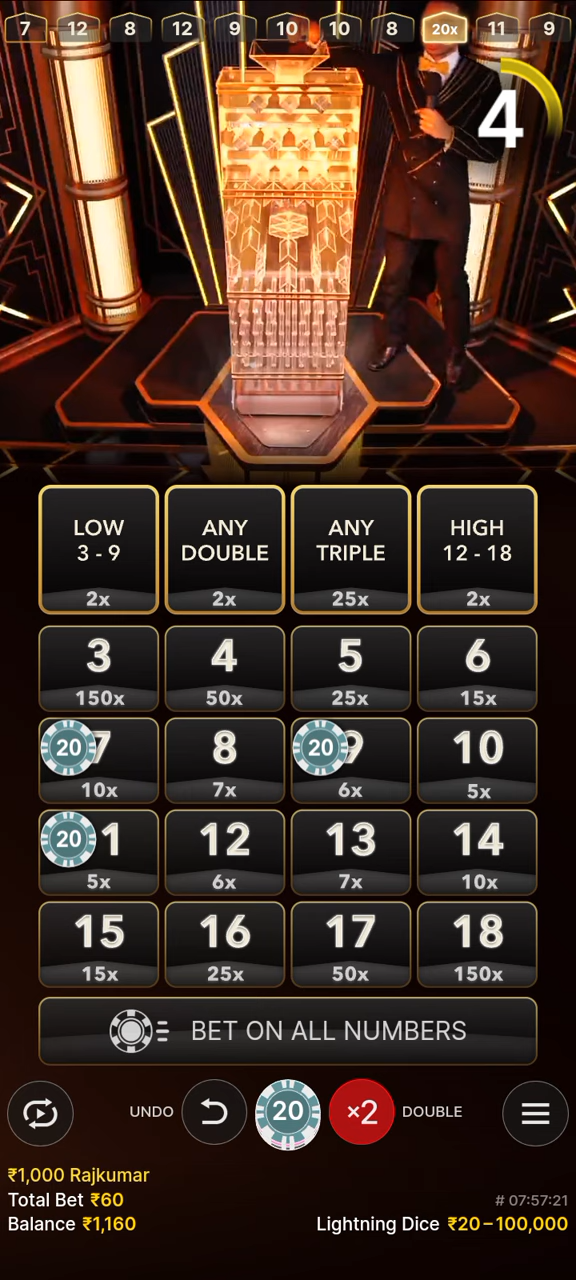 7 12 8 12 9 10 10 8 20x 11 9
4
LOW 3 - 9 2x
ANY DOUBLE 2x
ANY TRIPLE 25x
HIGH 12 - 18 2x
3 4 5 6
150x 50x 25x 15x
20 7 8 20 9 10
10x 7x 6x 5x
20 1 12 13 14
5x 6x 7x 10x
15 16 17 18
15x 25x 50x 150x
BET ON ALL NUMBERS
UNDO 20 ×2 DOUBLE
₹1,000 Rajkumar
Total Bet ₹60 # 07:57:21
Balance ₹1,160 Lightning Dice ₹20–100,000